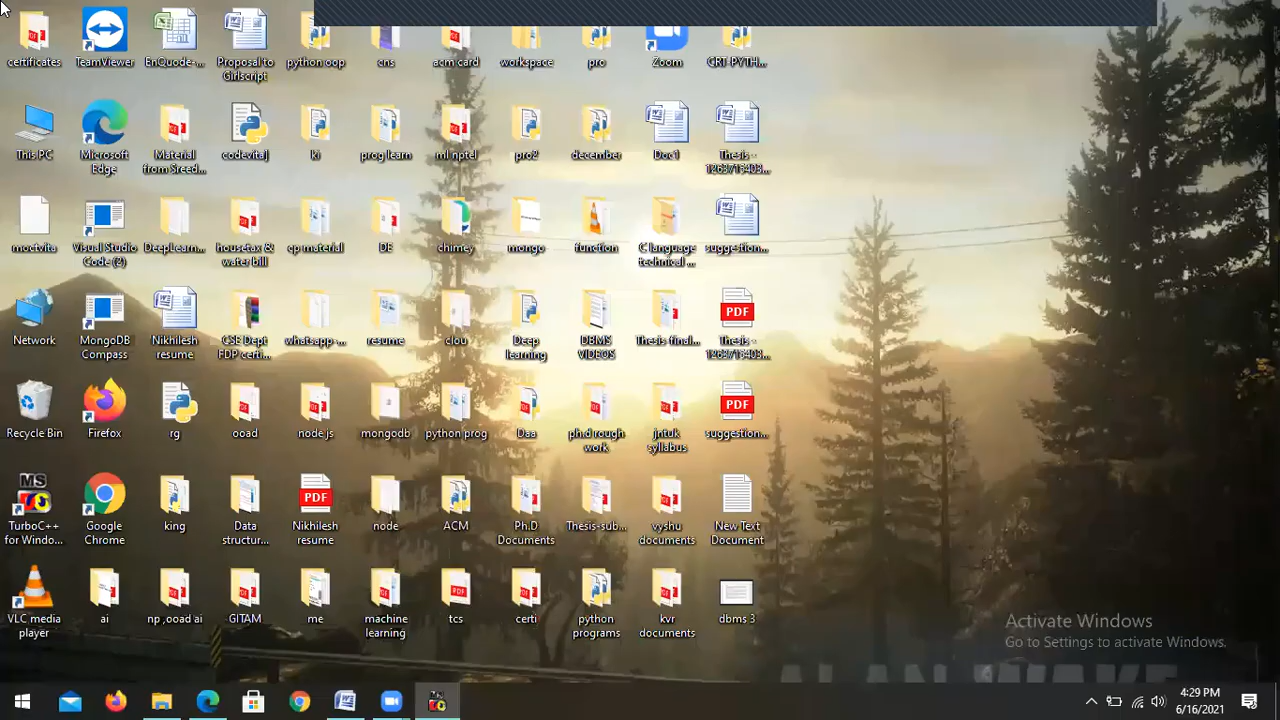 certificates
TeamViewer
EnQuode-...
Proposal to
Girlscript
python oop
cns
acm card
workspace
pro
Zoom
CRT-PYTH...
This PC
Microsoft
Edge
Material
from Sreed...
codevitaj
ki
prog learn
ml nptel
pro2
december
Doc1
Thesis -
1263715403...
moctvita
Visual Studio
Code (2)
DeepLearn...
housetax &
water bill
cp material
DE
chimey
mongo
function
C language
technical ...
suggestion...
Network
MongoDB
Compass
Nikhilesh
resume
CSE Dept
FDP certi...
whatsapp-...
resume
clou
Deep
learning
DBMS
VIDEOS
Thesis-final...
PDF
Thesis -
1263715403...
Recycle Bin
Firefox
rg
ooad
node js
mongodb
python prog
Daa
ph.d rough
work
jntuk
syllabus
PDF
suggestion...
MS
TurboC++
for Windo...
Google
Chrome
king
Data
structur...
PDF
Nikhilesh
resume
node
ACM
Ph.D
Documents
Thesis-sub...
vyshu
documents
New Text
Document
VLC media
player
ai
np ,ooad ai
GITAM
me
machine
learning
tcs
certi
python
programs
kvr
documents
dbms 3
Activate Windows
Go to Settings to activate Windows.
ALAN WAKE
4:29 PM
6/16/2021